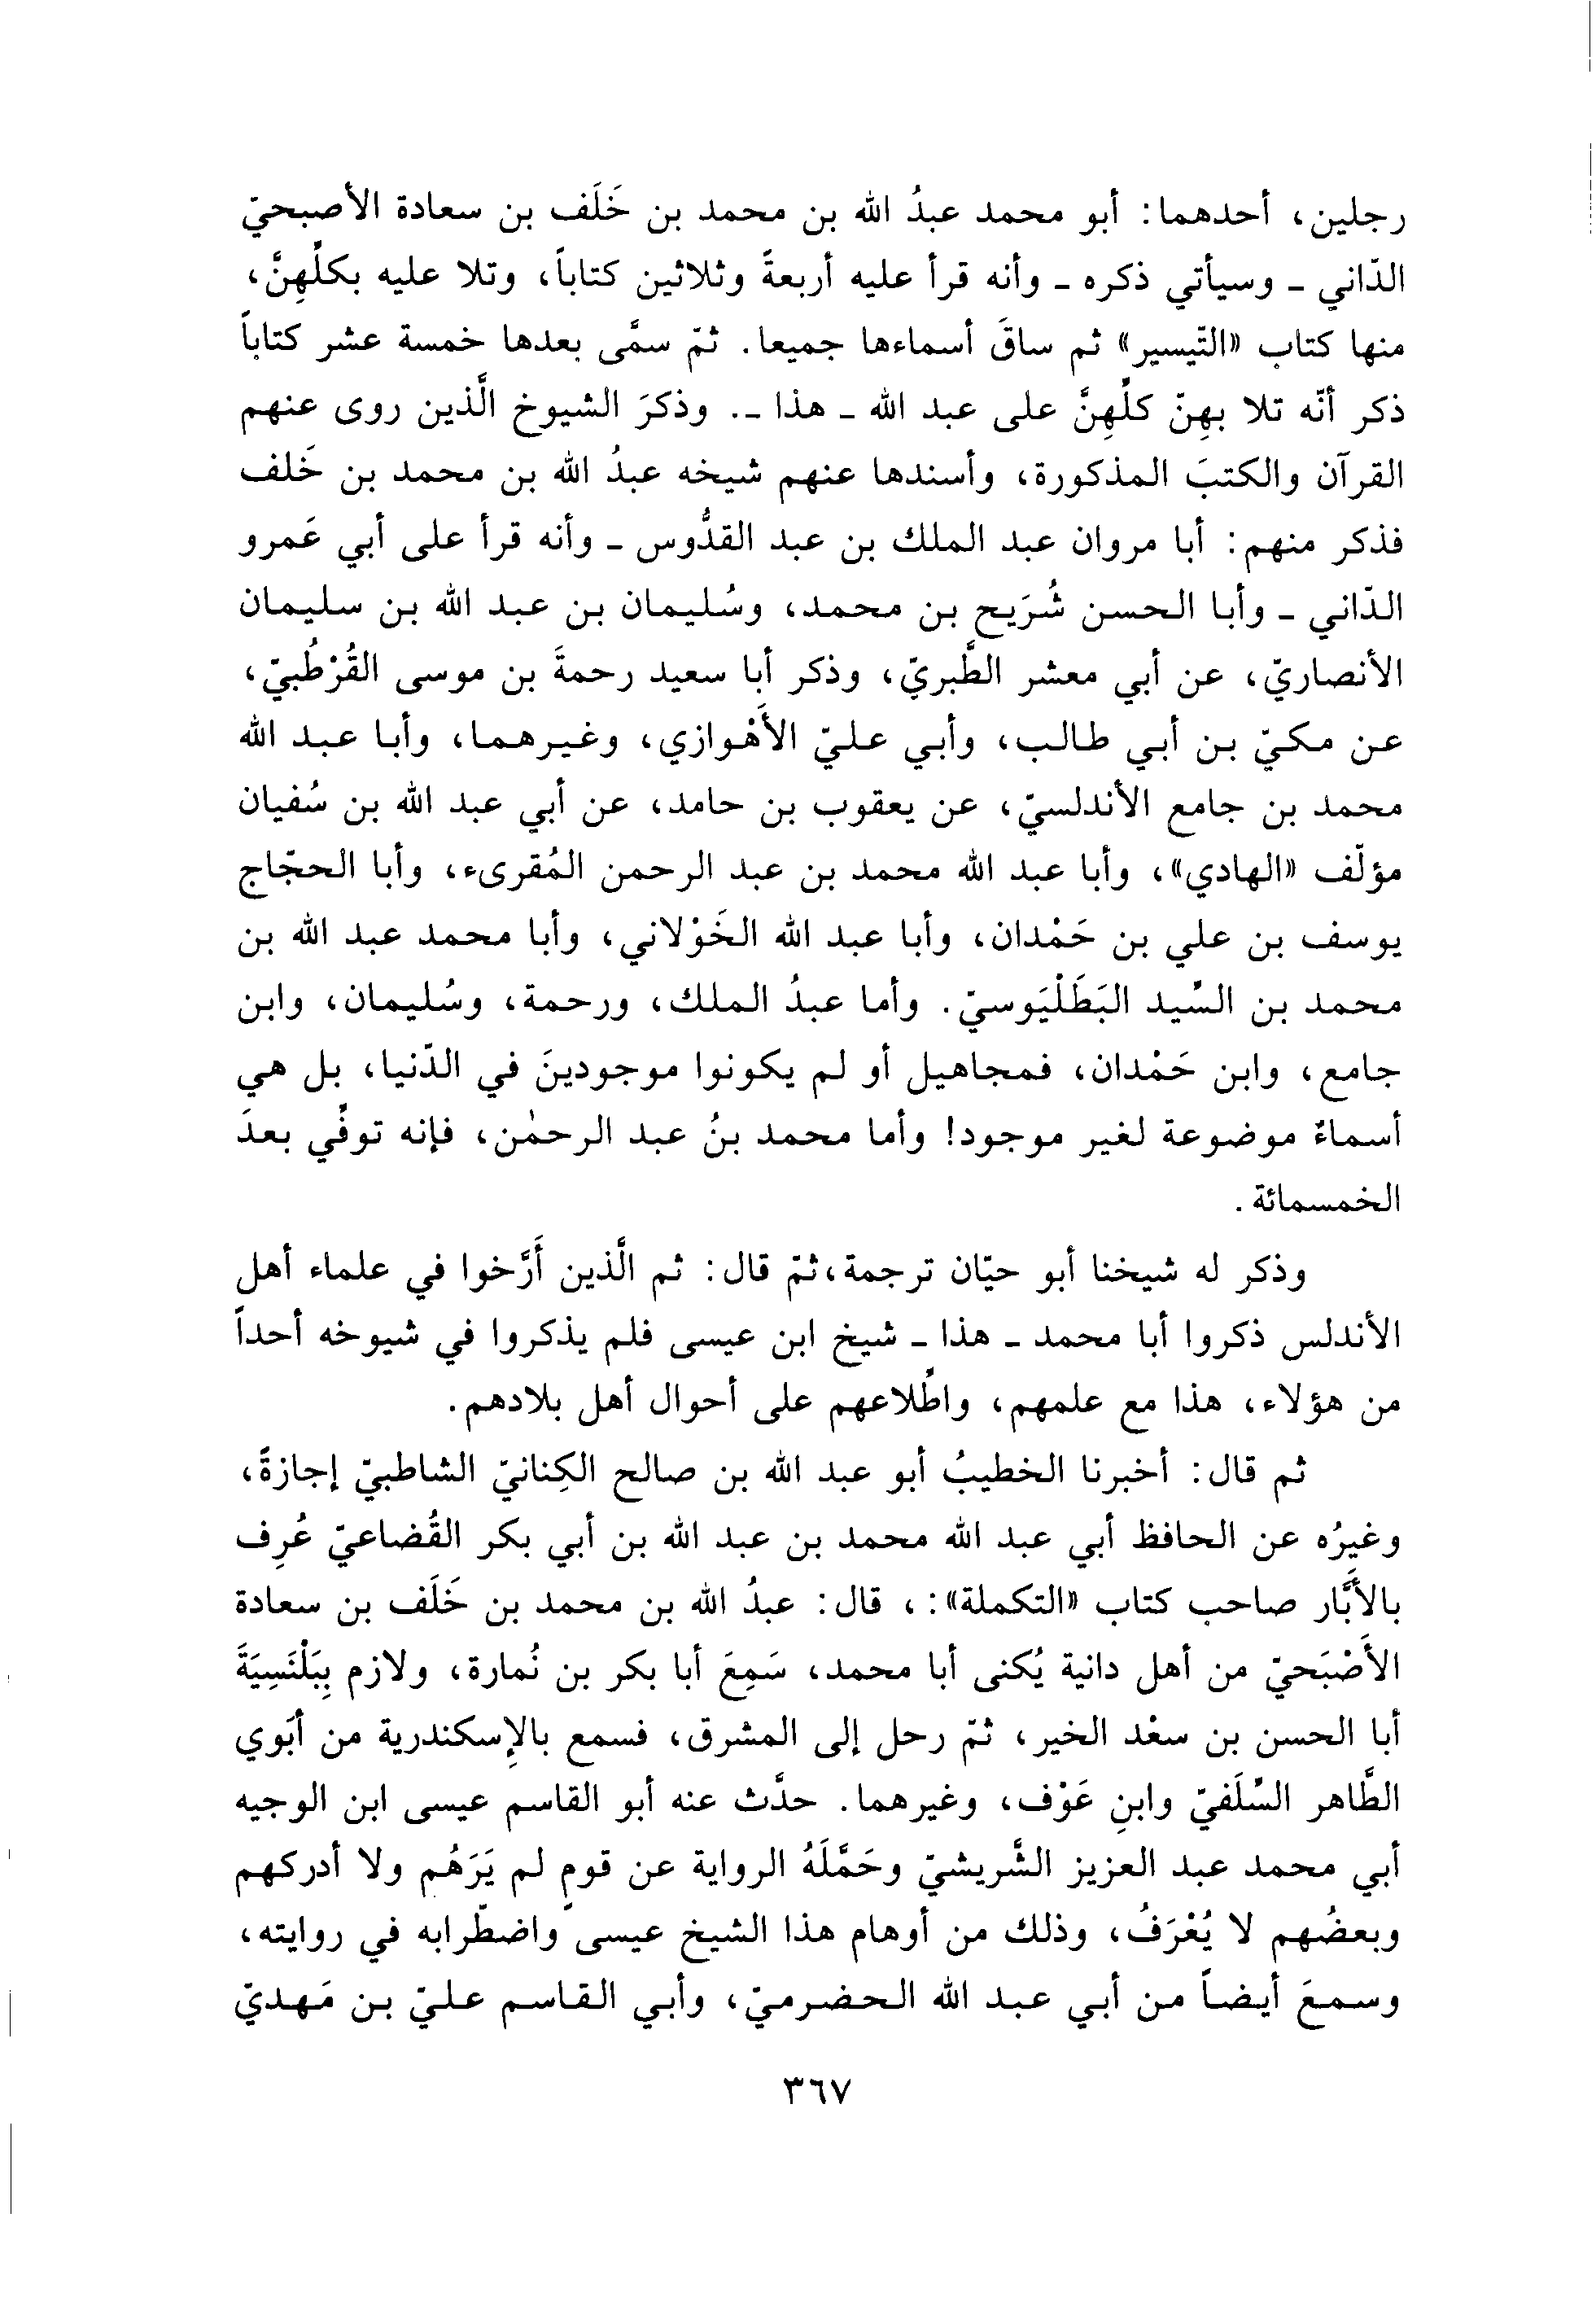 رجلين، أحدهما: أبو محمد عبدُ الله بن محمد بن خَلَف بن سعادة الأصبحيّ
الدّاني - وسيأتي ذكره - وأنه قرأ عليه أربعةً وثلاثين كتاباً، وتلا عليه بكلِّهِنَّ،
منها كتاب «التّيسير» ثم ساقَ أسماءها جميعا. ثمّ سمَّى بعدها خمسة عشر كتاباً
ذكر أنّه تلا بهِنّ كلِّهِنَّ على عبد الله - هذا -. وذكرَ الشيوخ الَّذين روى عنهم
القرآن والكتبَ المذكورة، وأسندها عنهم شيخه عبدُ الله بن محمد بن خَلف
فذكر منهم: أبا مروان عبد الملك بن عبد القدُّوس - وأنه قرأ على أبي عَمرو
الدّاني - وأبا الحسن شُرَيح بن محمد، وسُليمان بن عبد الله بن سليمان
الأنصاريّ، عن أبي معشر الطَّبريّ، وذكر أبا سعيد رحمةَ بن موسى القُرْطُبيّ،
عن مكيّ بن أبي طالب، وأبي عليّ الأَهْوازي، وغيرهما، وأبا عبد الله
محمد بن جامع الأندلسيّ، عن يعقوب بن حامد، عن أبي عبد الله بن سُفيان
مؤلّف «الهادي»، وأبا عبد الله محمد بن عبد الرحمن المُقرىء، وأبا الحجّاج
يوسف بن علي بن حَمْدان، وأبا عبد الله الخَوْلاني، وأبا محمد عبد الله بن
محمد بن السِّيد البَطَلْيَوسيّ. وأما عبدُ الملك، ورحمة، وسُليمان، وابن
جامع، وابن حَمْدان، فمجاهيل أو لم يكونوا موجودينَ في الدّنيا، بل هي
أسماءٌ موضوعة لغير موجود! وأما محمد بنُ عبد الرحمٰن، فإنه توفِّي بعدَ
الخمسمائة.
وذكر له شيخنا أبو حيّان ترجمة،ثمّ قال: ثم الَّذين أَرَّخوا في علماء أهل
الأندلس ذكروا أبا محمد - هذا - شيخ ابن عيسى فلم يذكروا في شيوخه أحداً
من هؤلاء، هذا مع علمهم، واطِّلاعهم على أحوال أهل بلادهم.
ثم قال: أخبرنا الخطيبُ أبو عبد الله بن صالح الكِنانيّ الشاطبيّ إجازةً،
وغيرُه عن الحافظ أبي عبد الله محمد بن عبد الله بن أبي بكر القُضاعيّ عُرِف
بالأَبَّار صاحب كتاب «التكملة»:، قال: عبدُ الله بن محمد بن خَلَف بن سعادة
الأَصْبَحيّ من أهل دانية يُكنى أبا محمد، سَمِعَ أبا بكر بن نُمارة، ولازم بِبَلْنَسِيَةَ
أبا الحسن بن سعْد الخير، ثمّ رحل إلى المشرق، فسمع بالإِسكندرية من أبَوي
الطَّاهر السِّلَفيّ وابنِ عَوْف، وغيرهما. حدَّث عنه أبو القاسم عيسى ابن الوجيه
أبي محمد عبد العزيز الشَّريشيّ وحَمَّلَهُ الرواية عن قومٍ لم يَرَهُم ولا أدركهم
وبعضُهم لا يُعْرَفُ، وذلك من أوهام هذا الشيخ عيسى واضطّرابه في روايته،
وسمعَ أيضاً من أبي عبد الله الحضرميّ، وأبي القاسم عليّ بن مَهديّ
٣٦٧